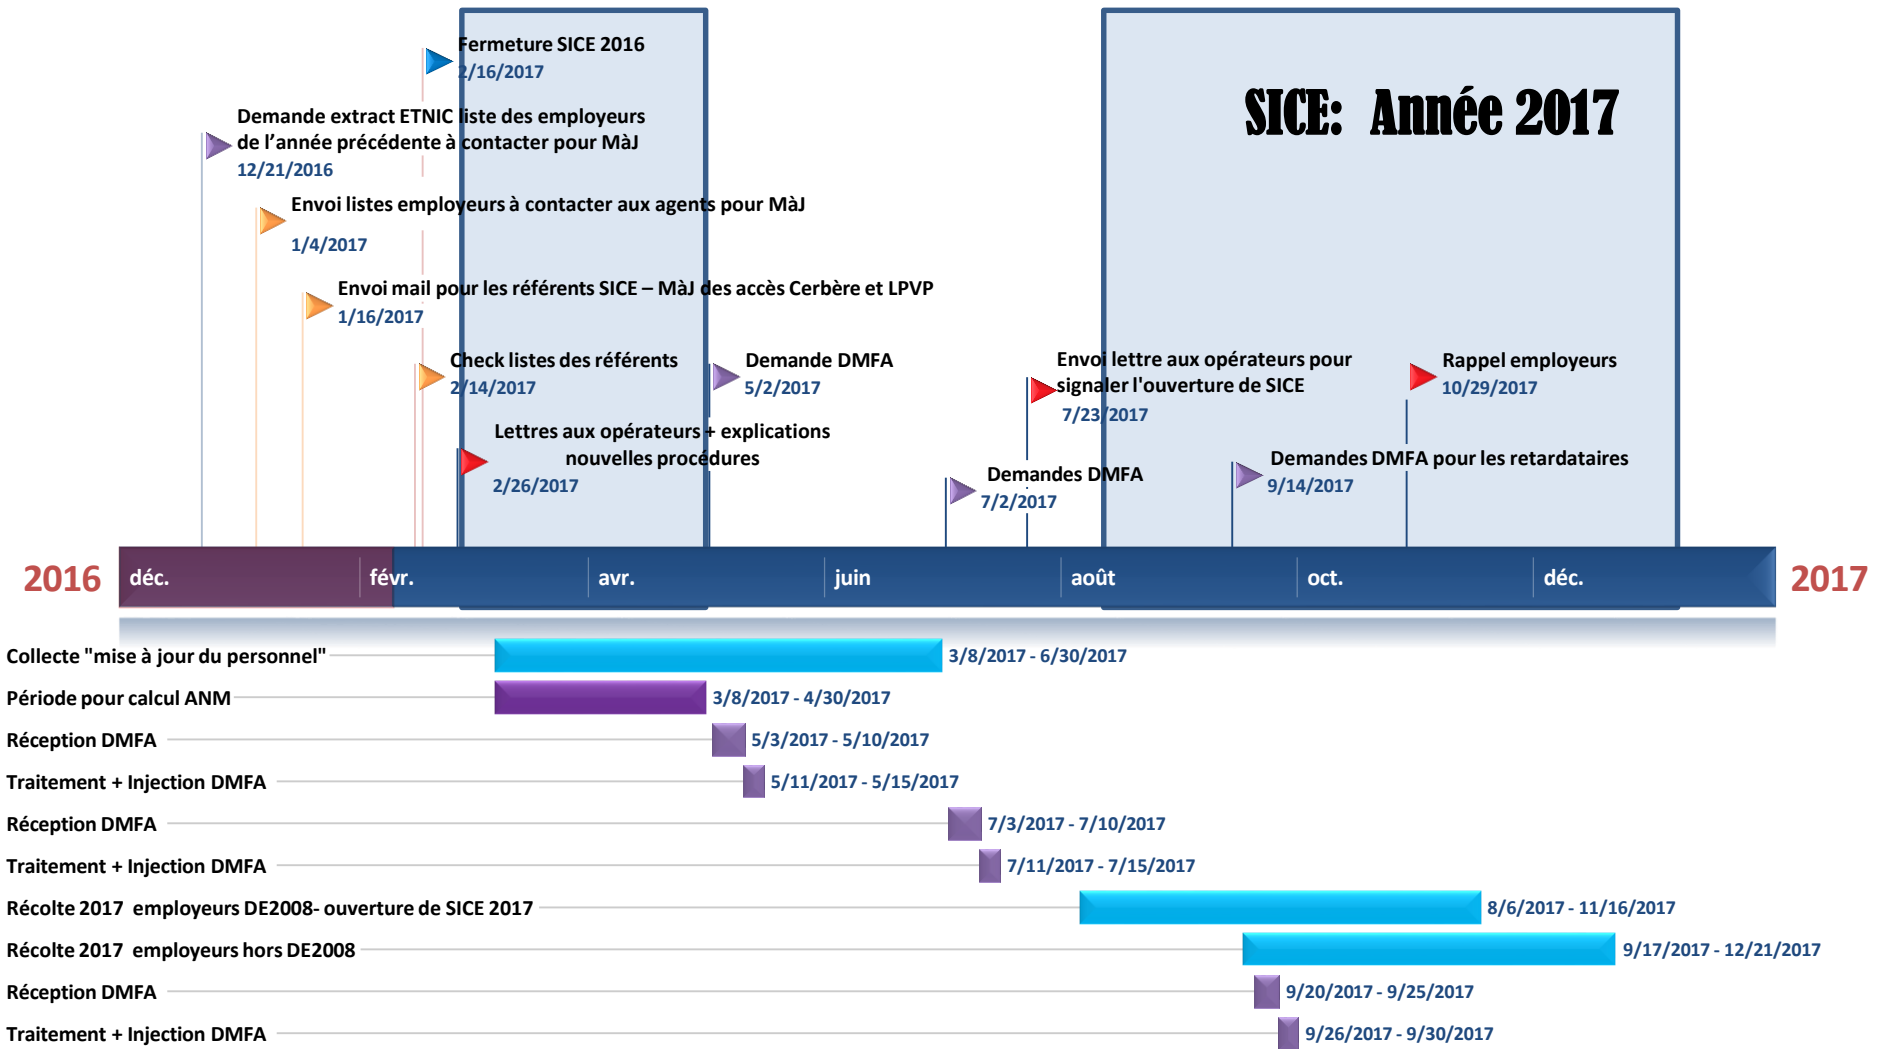 Fermeture SICE 2016
2/16/2017
SICE: Année 2017
Demande extract ETNIC liste des employeurs
de l’année précédente à contacter pour MàJ
12/21/2016
Envoi listes employeurs à contacter aux agents pour MàJ
1/4/2017
Envoi mail pour les référents SICE – MàJ des accès Cerbère et LPVP
1/16/2017
Check listes des référents
2/14/2017
Demande DMFA
5/2/2017
Envoi lettre aux opérateurs pour
signaler l'ouverture de SICE
7/23/2017
Rappel employeurs
10/29/2017
Lettres aux opérateurs + explications
nouvelles procédures
2/26/2017
Demandes DMFA
7/2/2017
Demandes DMFA pour les retardataires
9/14/2017
2016 déc. févr. avr. juin août oct. déc. 2017
Collecte "mise à jour du personnel" 3/8/2017 - 6/30/2017
Période pour calcul ANM 3/8/2017 - 4/30/2017
Réception DMFA 5/3/2017 - 5/10/2017
Traitement + Injection DMFA 5/11/2017 - 5/15/2017
Réception DMFA 7/3/2017 - 7/10/2017
Traitement + Injection DMFA 7/11/2017 - 7/15/2017
Récolte 2017 employeurs DE2008- ouverture de SICE 2017 8/6/2017 - 11/16/2017
Récolte 2017 employeurs hors DE2008 9/17/2017 - 12/21/2017
Réception DMFA 9/20/2017 - 9/25/2017
Traitement + Injection DMFA 9/26/2017 - 9/30/2017